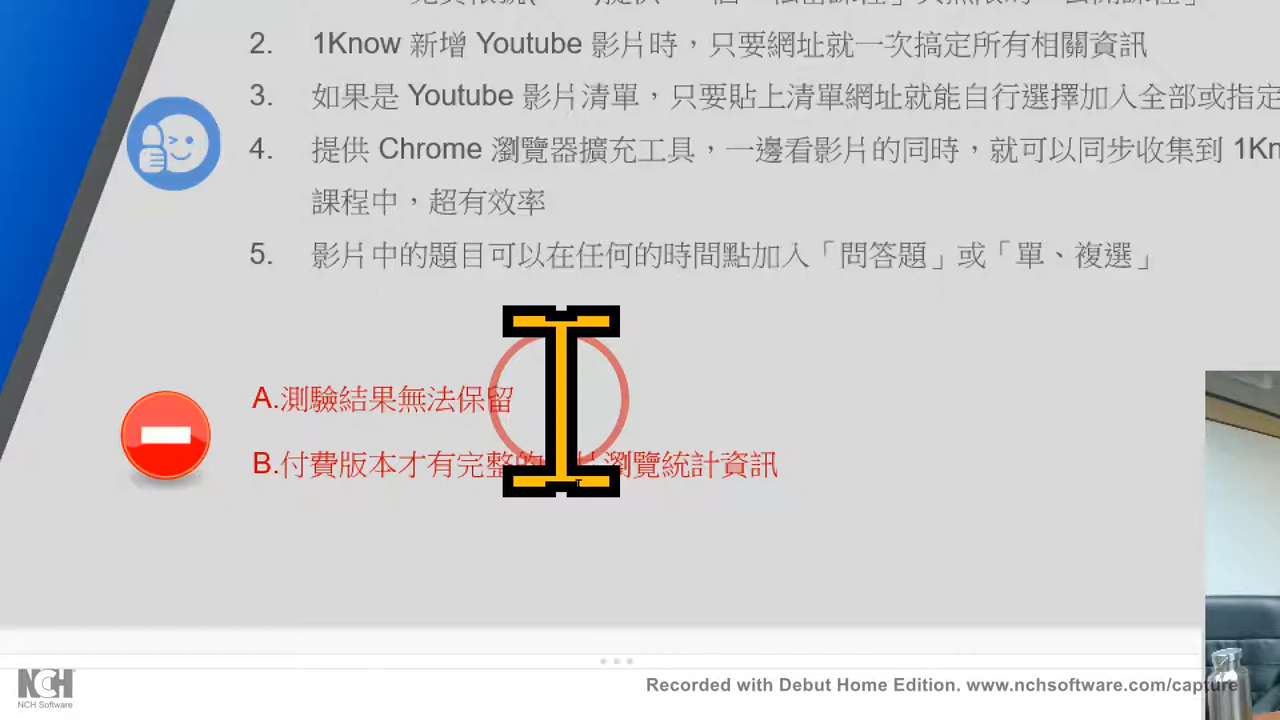 2. 1Know 新增 Youtube 影片時，只要網址就一次搞定所有相關資訊
3. 如果是 Youtube 影片清單，只要貼上清單網址就能自行選擇加入全部或指定
4. 提供 Chrome 瀏覽器擴充工具，一邊看影片的同時，就可以同步收集到 1Kn
課程中，超有效率
5. 影片中的題目可以在任何的時間點加入「問答題」或「單、複選」
A.測驗結果無法保留
B.付費版本才有完整的 瀏覽統計資訊
NCH
NCH Software
Recorded with Debut Home Edition. www.nchsoftware.com/capture